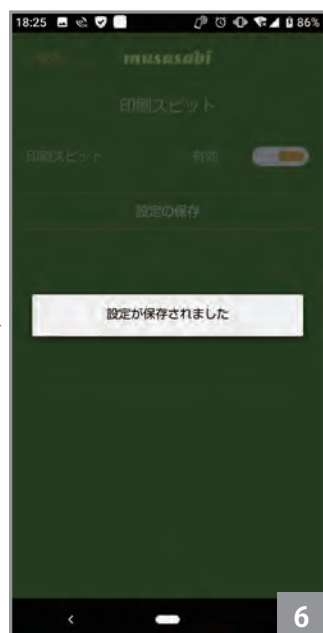 18:25 86%
musasabi
印刷スピット
印刷スピット 有効
設定の保存
設定が保存されました
6